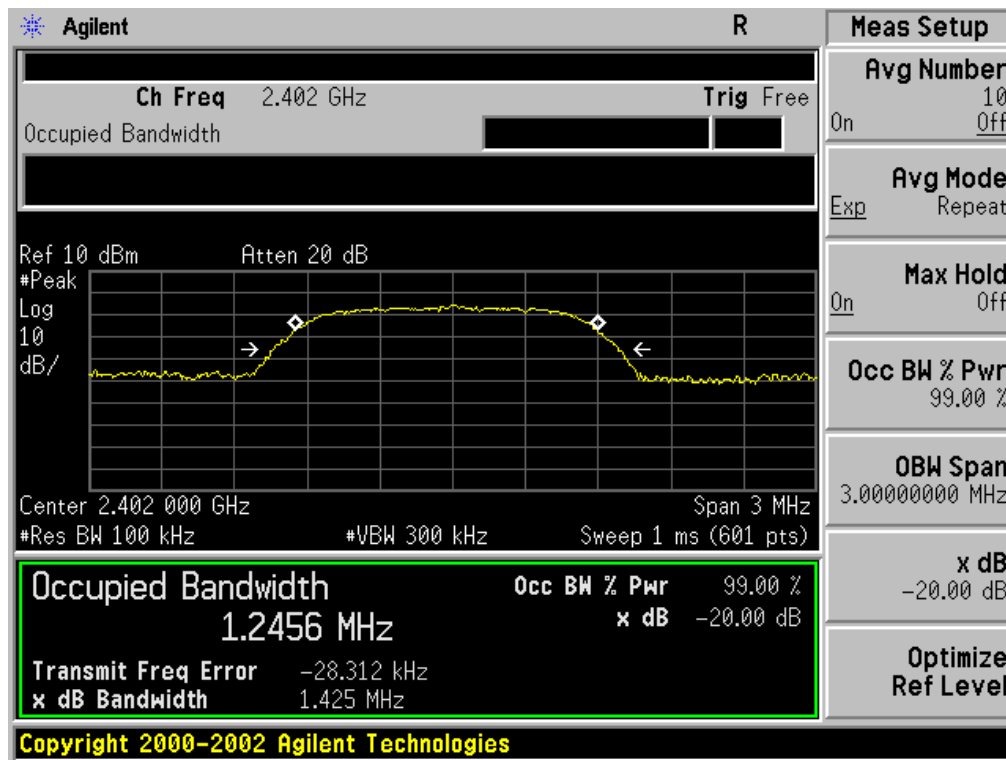 Agilent R
Ch Freq 2.402 GHz Trig Free
Occupied Bandwidth
Ref 10 dBm Atten 20 dB
#Peak
Log
10
dB/
Center 2.402 000 GHz Span 3 MHz
#Res BW 100 kHz #VBW 300 kHz Sweep 1 ms (601 pts)
Occupied Bandwidth Occ BW % Pwr 99.00 %
1.2456 MHz x dB -20.00 dB
Transmit Freq Error -28.312 kHz
x dB Bandwidth 1.425 MHz
Copyright 2000-2002 Agilent Technologies
Meas Setup
Avg Number
10
On Off
Avg Mode
Exp Repeat
Max Hold
On Off
Occ BW % Pwr
99.00 %
OBW Span
3.00000000 MHz
x dB
-20.00 dB
Optimize
Ref Level